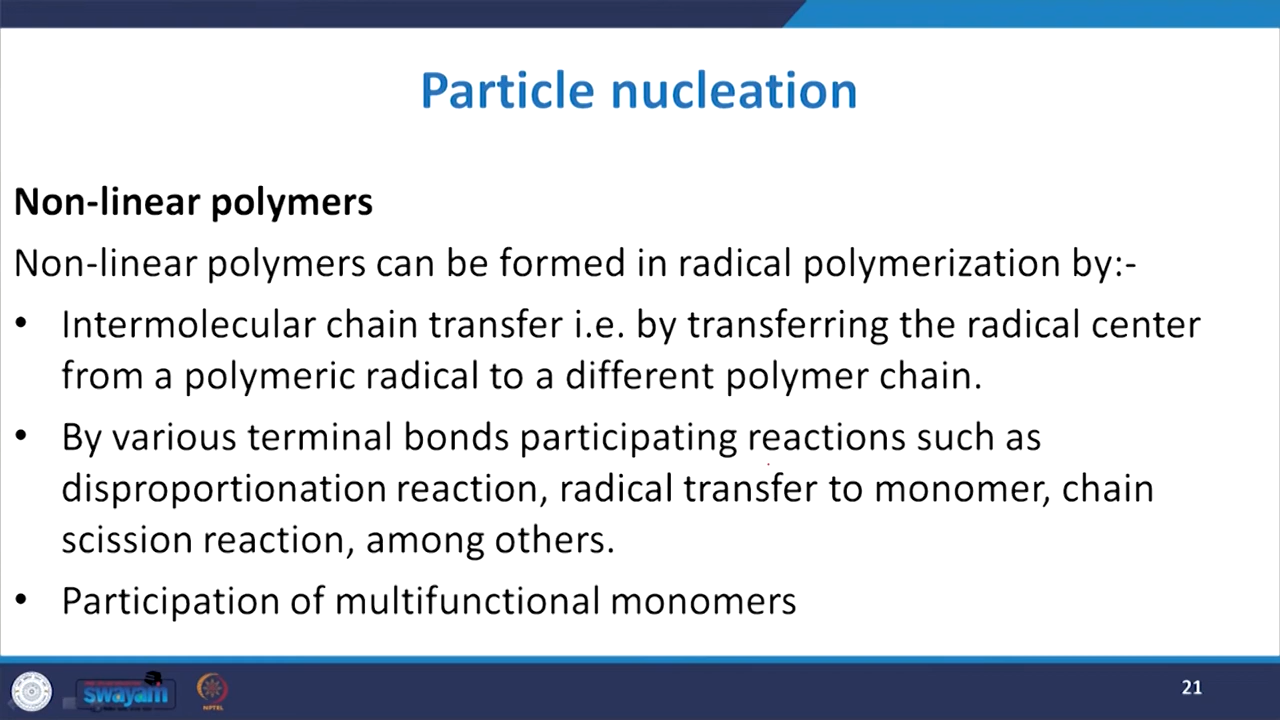 Particle nucleation
Non-linear polymers
Non-linear polymers can be formed in radical polymerization by:-
• Intermolecular chain transfer i.e. by transferring the radical center
from a polymeric radical to a different polymer chain.
• By various terminal bonds participating reactions such as
disproportionation reaction, radical transfer to monomer, chain
scission reaction, among others.
• Participation of multifunctional monomers
swayam
NPTEL
21